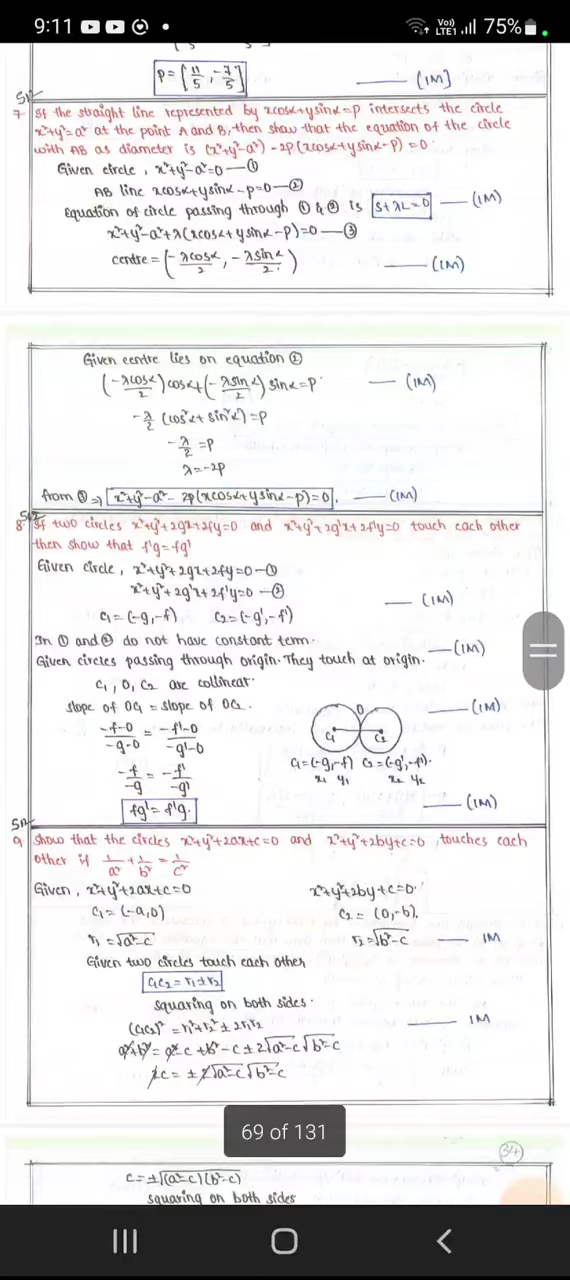 9:11 Vo)) LTE1 75%
P = [11/5, -7/5] —— (1M]
7 If the straight line represented by xcosα+ysinα=p intersects the circle
x²+y²=a² at the point A and B, then show that the equation of the circle
with AB as diameter is (x²+y²-a²) - 2p(xcosα+ysinα-p)=0.
Given circle, x²+y²-a²=0 —①
AB line xcosα+ysinα-p=0 —②
Equation of circle passing through ① & ② is S+λL=0 —— (1M)
x²+y²-a²+λ(xcosα+ysinα-p)=0 —③
centre = (-λcosα/2, -λsinα/2) —— (1M)
Given centre lies on equation ②
(-λcosα/2) cosα+(-λsinα/2) sinα=p. —— (1M)
-λ/2 (cos²α+sin²α)=p
-λ/2 =p
λ=-2p
from ③ ⇒ x²+y²-a²-2p(xcosα+ysinα-p)=0. —— (1M)
8. If two circles x²+y²+2gx+2fy=0 and x²+y²+2g'x+2f'y=0 touch each other
then show that f'g=fg'
Given circle, x²+y²+2gx+2fy=0 —①
x²+y²+2g'x+2f'y=0 —②
C1=(-g,-f) C2=(-g',-f') —— (1M)
In ① and ② do not have constant term.
Given circles passing through origin. They touch at origin. —— (1M)
C1, O, C2 are collinear.
slope of OC1 = slope of OC2. —— (1M)
-f-0/-g-0 = -f'-0/-g'-0
O
C1 C2
C1=(-g,-f) C2=(-g',-f').
x1 y1 x2 y2
-f/-g = -f'/-g'
fg'=f'g. —— (1M)
9 Show that the circles x²+y²+2ax+c=0 and x²+y²+2by+c=0, touches each
other if 1/a²+1/b²=1/c²
Given, x²+y²+2ax+c=0 x²+y²+2by+c=0.
C1=(-a,0) C2=(0,-b).
r1=√a²-c r2=√b²-c —— 1M
Given two circles touch each other
C1C2=r1±r2
squaring on both sides.
(C1C2)²=r1²+r2²±2r1r2 —— 1M
a²+b²=a²-c+b²-c±2√a²-c√b²-c
2c=±2√a²-c√b²-c
69 of 131
34
c=±√(a²-c)(b²-c)
squaring on both sides